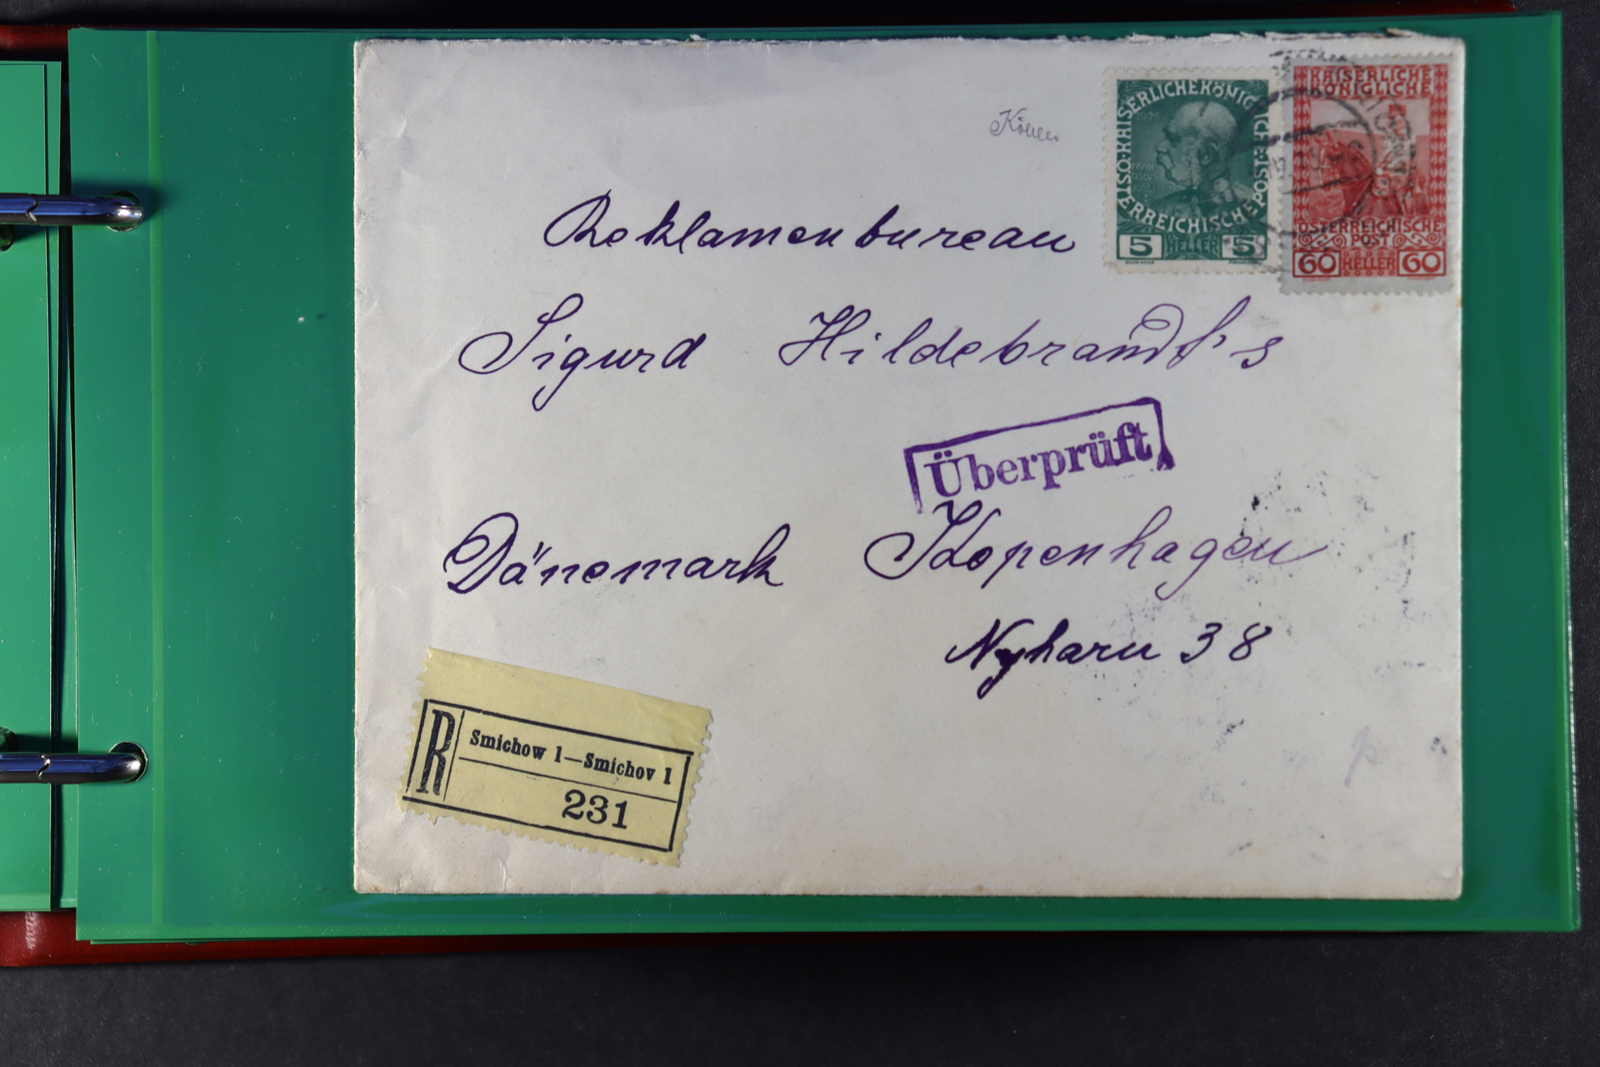 KAISERLICHE KÖNIGLICHE ÖSTERREICHISCHE POST
5 HELLER 5
KAISERLICHE
KÖNIGLICHE
ÖSTERREICHISCHE
POST
60 HELLER 60
Reklamenbureau
Sigurd Hildebrandt's
Überprüft
Dänemark Kopenhagen
Nyhavn 38
R
Smichow 1—Smichov 1
231